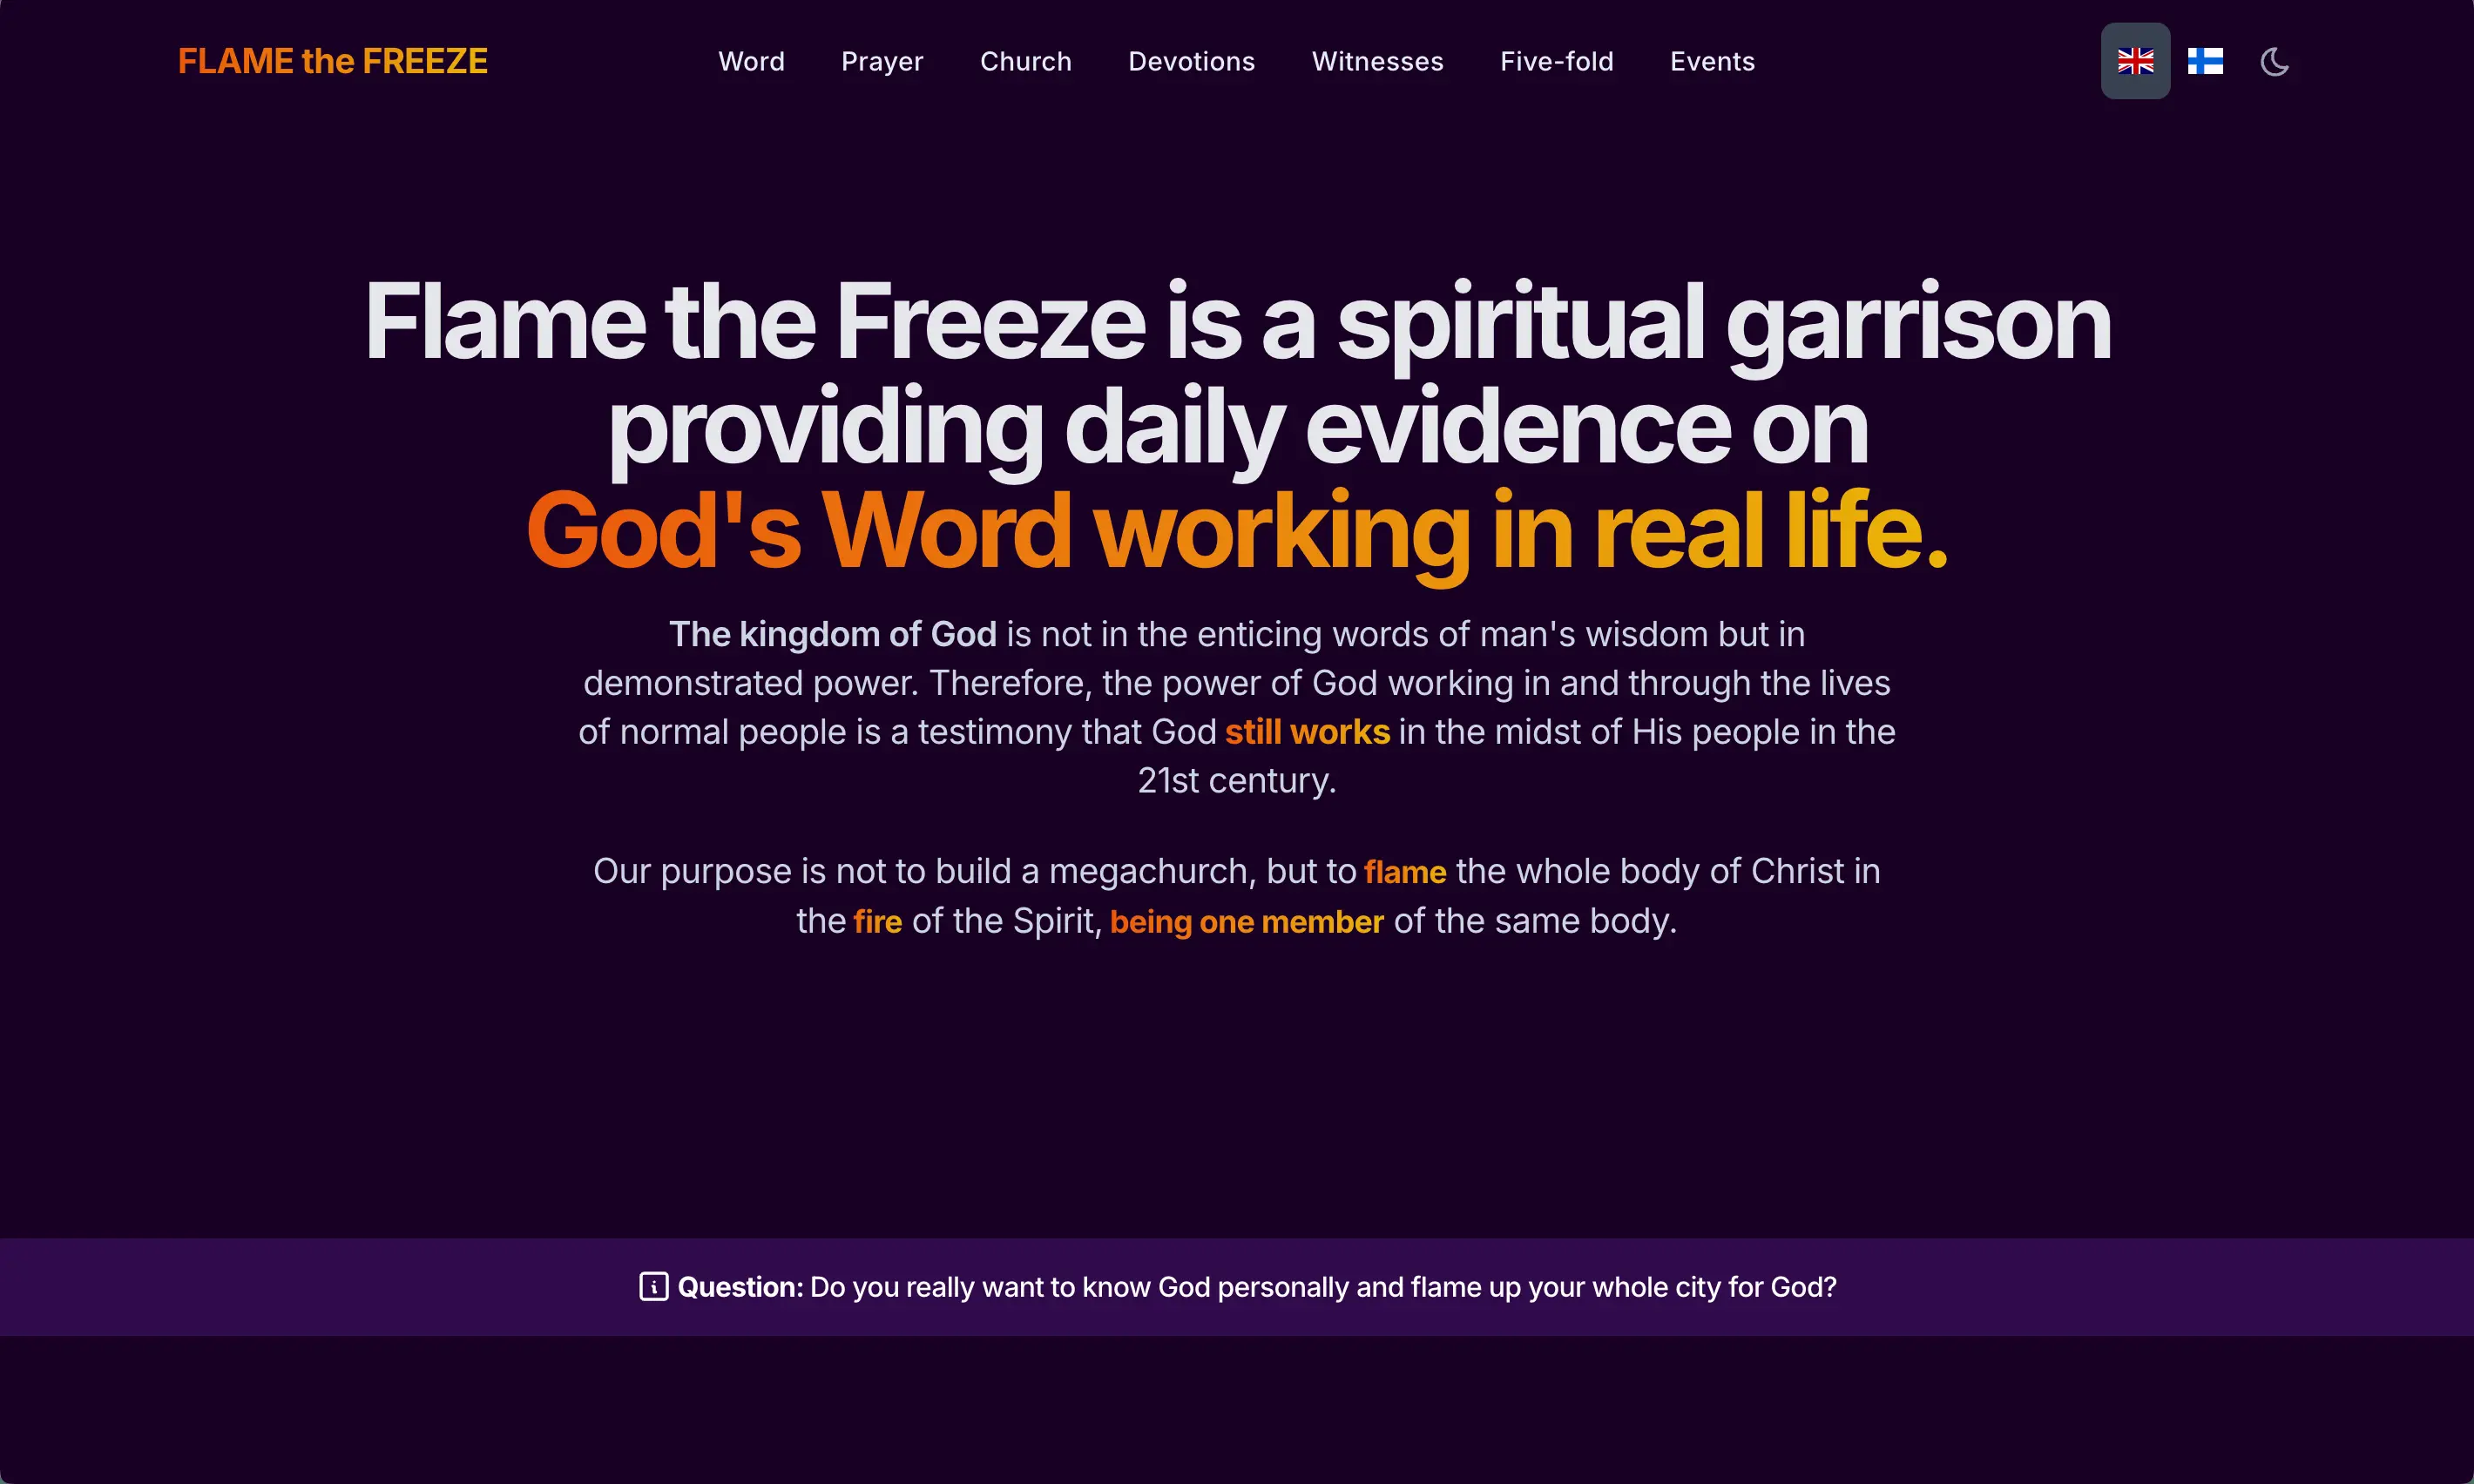 FLAME the FREEZE
Word Prayer Church Devotions Witnesses Five-fold Events
Flame the Freeze is a spiritual garrison
providing daily evidence on
God's Word working in real life.
The kingdom of God is not in the enticing words of man's wisdom but in
demonstrated power. Therefore, the power of God working in and through the lives
of normal people is a testimony that God still works in the midst of His people in the
21st century.
Our purpose is not to build a megachurch, but to flame the whole body of Christ in
the fire of the Spirit, being one member of the same body.
Question: Do you really want to know God personally and flame up your whole city for God?